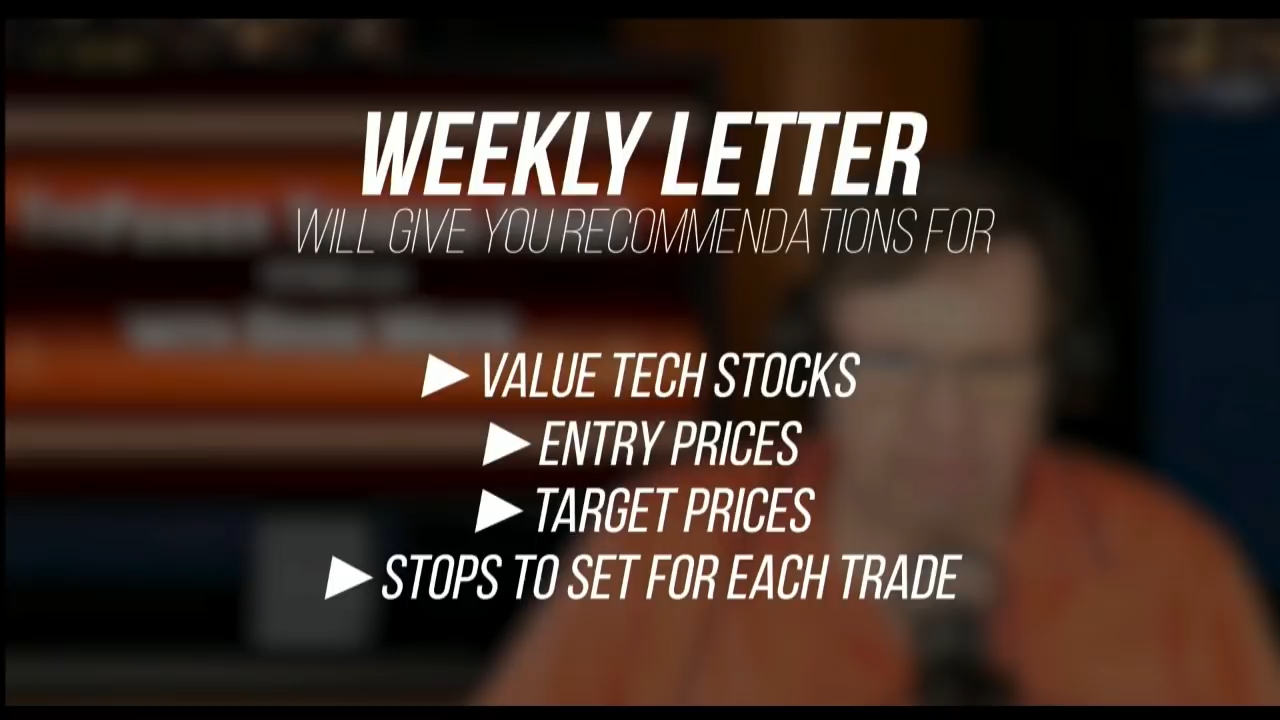 WEEKLY LETTER
WILL GIVE YOU RECOMMENDATIONS FOR
▶ VALUE TECH STOCKS
▶ ENTRY PRICES
▶ TARGET PRICES
▶ STOPS TO SET FOR EACH TRADE